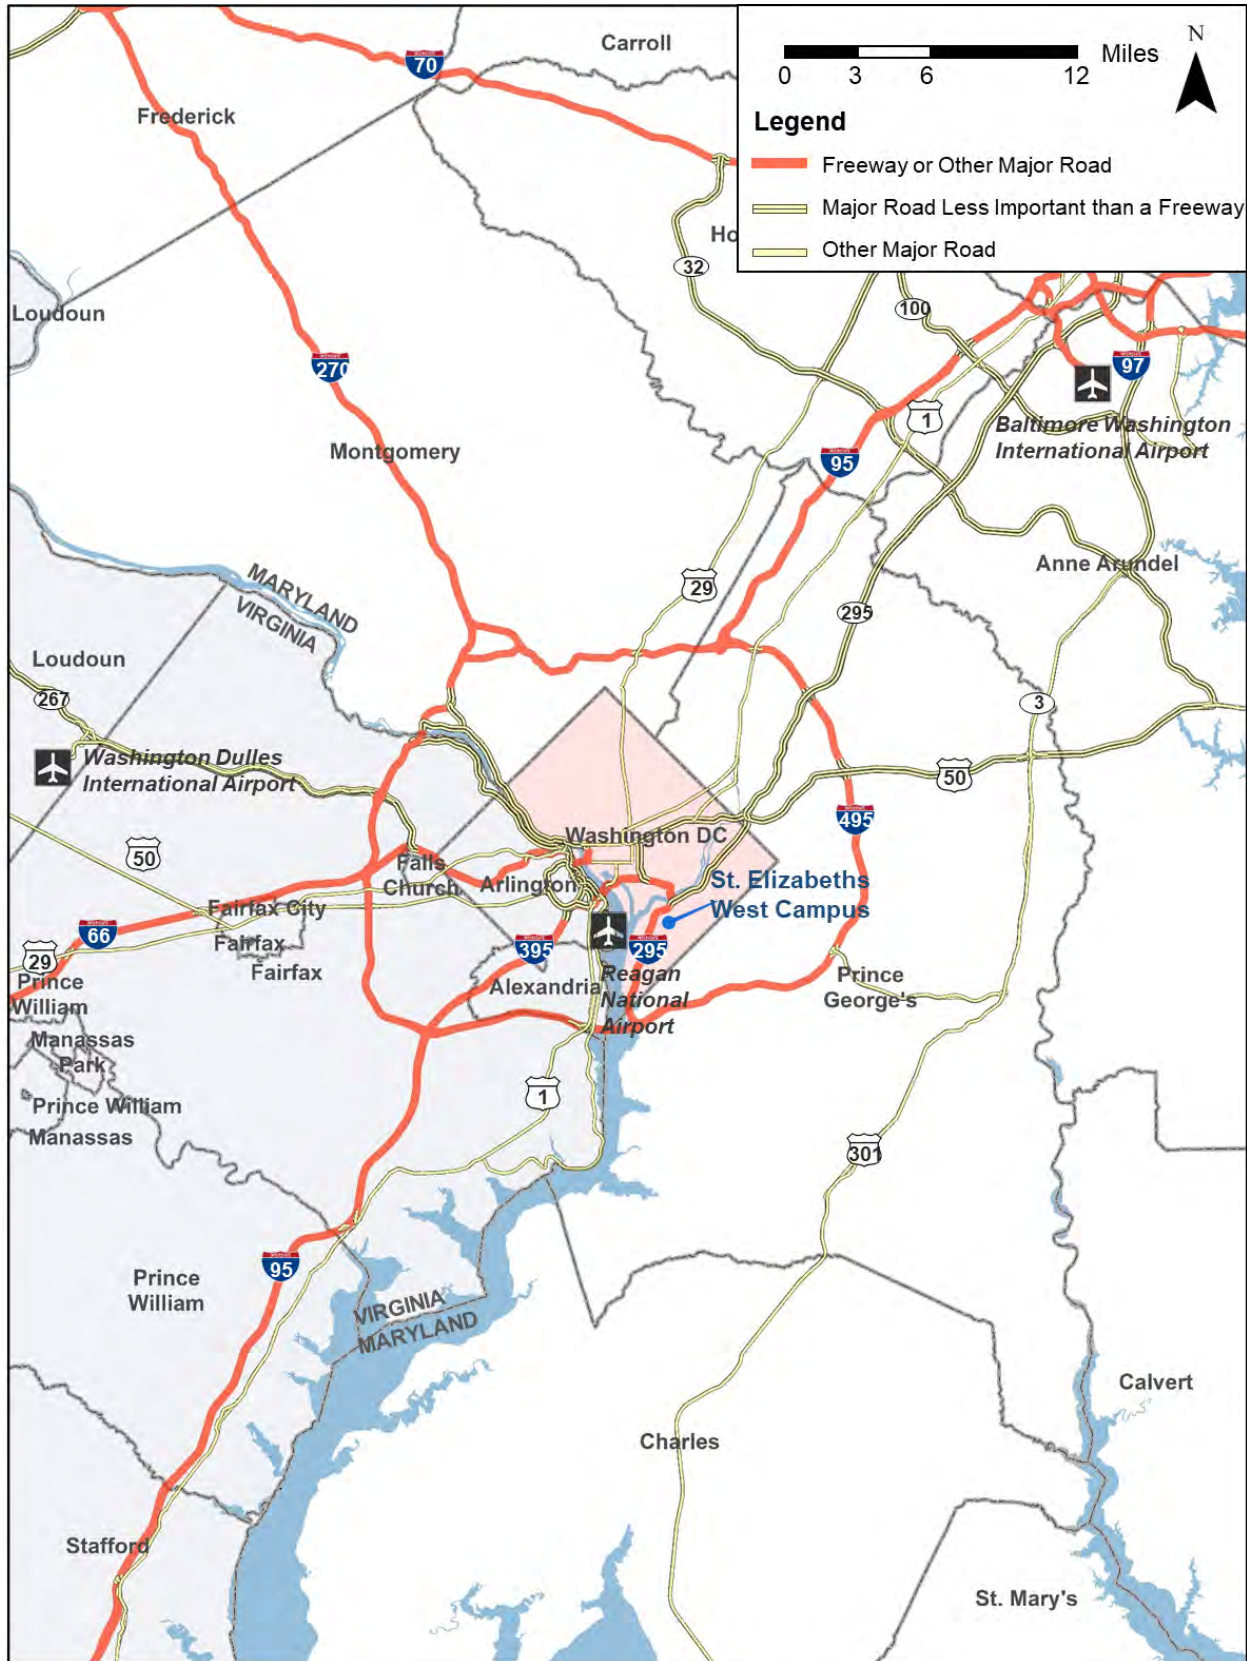 Carroll
Miles
0 3 6 12
N
Legend
Freeway or Other Major Road
Major Road Less Important than a Freeway
Other Major Road
70
Frederick
Ho
32
100
Loudoun
270
97
1
Baltimore Washington
International Airport
Montgomery
95
Anne Arundel
MARYLAND
VIRGINIA
29
295
Loudoun
267
3
Washington Dulles
International Airport
50
495
50
Washington DC
Falls
Church
Arlington
St. Elizabeths
West Campus
Fairfax City
66
Fairfax
29
395
295
Fairfax
Prince
William
Alexandria
Reagan
National
Airport
Prince
George's
Manassas
Park
1
Prince William
Manassas
301
95
Prince
William
VIRGINIA
MARYLAND
Calvert
Charles
Stafford
St. Mary's